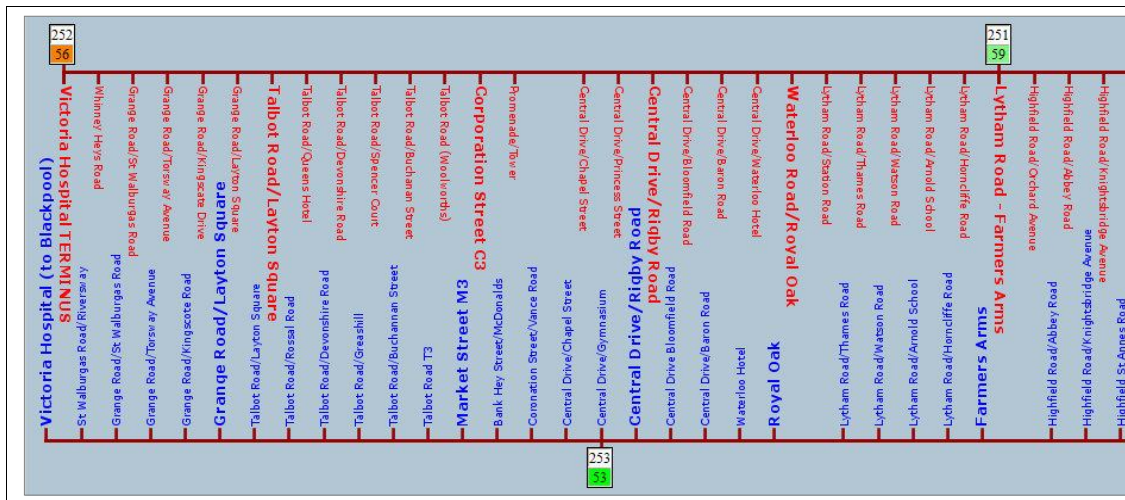 252
56
251
59
Victoria Hospital TERMINUS
Whinney Heys Road
Grange Road/St Walburgas Road
Grange Road/Torsway Avenue
Grange Road/Kingscate Drive
Grange Road/Layton Square
Talbot Road/Layton Square
Talbot Road/Queens Hotel
Talbot Road/Devonshire Road
Talbot Road/Spencer Court
Talbot Road/Buchanan Street
Talbot Road (Woolworths)
Corporation Street C3
Promenade/Tower
Central Drive/Chapel Street
Central Drive/Princess Street
Central Drive/Rigby Road
Central Drive/Bloomfield Road
Central Drive/Baron Road
Central Drive/Waterloo Hotel
Waterloo Road/Royal Oak
Lytham Road/Station Road
Lytham Road/Thames Road
Lytham Road/Watson Road
Lytham Road/Arnold School
Lytham Road/Horncliffe Road
Lytham Road - Farmers Arms
Highfield Road/Orchard Avenue
Highfield Road/Abbey Road
Highfield Road/Knightsbridge Avenue
Victoria Hospital (to Blackpool)
St Walburgas Road/Riversway
Grange Road/St Walburgas Road
Grange Road/Torsway Avenue
Grange Road/Kingscote Road
Grange Road/Layton Square
Talbot Road/Layton Square
Talbot Road/Rossal Road
Talbot Road/Devonshire Road
Talbot Road/Greashill
Talbot Road/Buchannan Street
Talbot Road T3
Market Street M3
Bank Hey Street/McDonalds
Coronation Street/Vance Road
Central Drive/Chapel Street
Central Drive/Gymnasium
Central Drive/Rigby Road
Central Drive Bloomfield Road
Central Drive/Baron Road
Waterloo Hotel
Royal Oak
Lytham Road/Thames Road
Lytham Road/Watson Road
Lytham Road/Arnold School
Lytham Road/Horncliffe Road
Farmers Arms
Highfield Road/Abbey Road
Highfield Road/Knightsbridge Avenue
Highfield St Annes Road
253
53